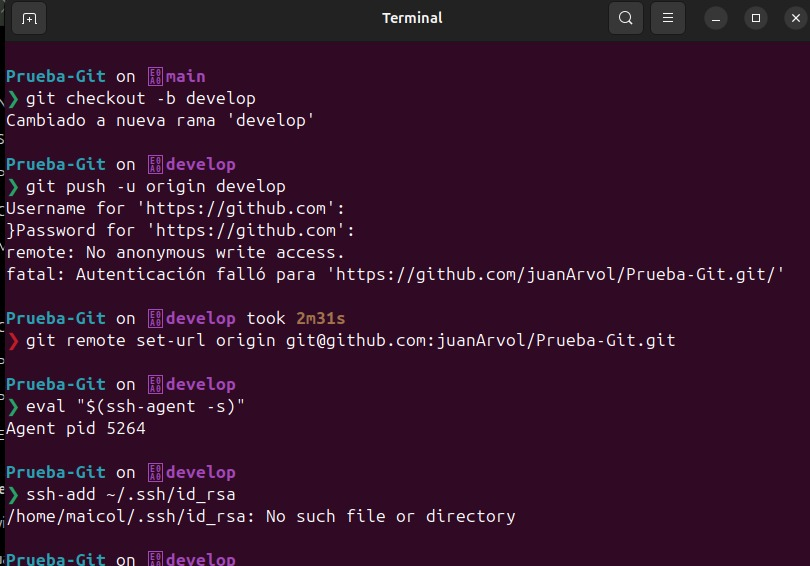 Terminal
Prueba-Git on main
❯ git checkout -b develop
Cambiado a nueva rama 'develop'
Prueba-Git on develop
❯ git push -u origin develop
Username for 'https://github.com':
}Password for 'https://github.com':
remote: No anonymous write access.
fatal: Autenticación falló para 'https://github.com/juanArvol/Prueba-Git.git/'
Prueba-Git on develop took 2m31s
❯ git remote set-url origin git@github.com:juanArvol/Prueba-Git.git
Prueba-Git on develop
❯ eval "$(ssh-agent -s)"
Agent pid 5264
Prueba-Git on develop
❯ ssh-add ~/.ssh/id_rsa
/home/maicol/.ssh/id_rsa: No such file or directory
Prueba-Git on develop